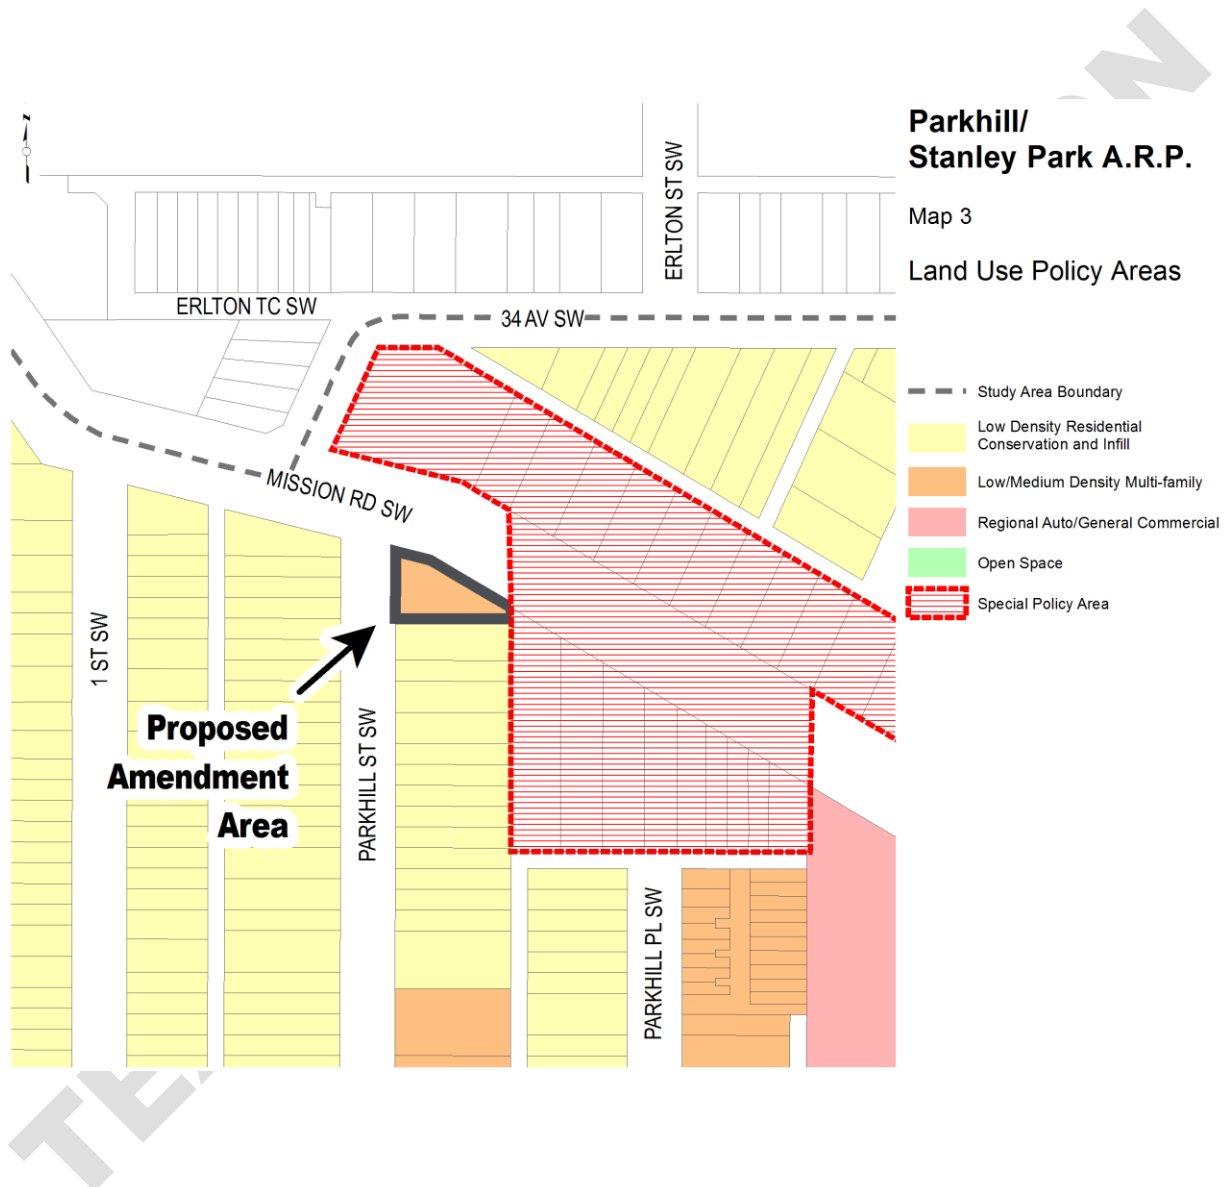 Parkhill/
Stanley Park A.R.P.
Map 3
Land Use Policy Areas
Study Area Boundary
Low Density Residential
Conservation and Infill
Low/Medium Density Multi-family
Regional Auto/General Commercial
Open Space
Special Policy Area
N
ERLTON ST SW
ERLTON TC SW
34 AV SW
MISSION RD SW
1 ST SW
PARKHILL ST SW
PARKHILL PL SW
Proposed
Amendment
Area